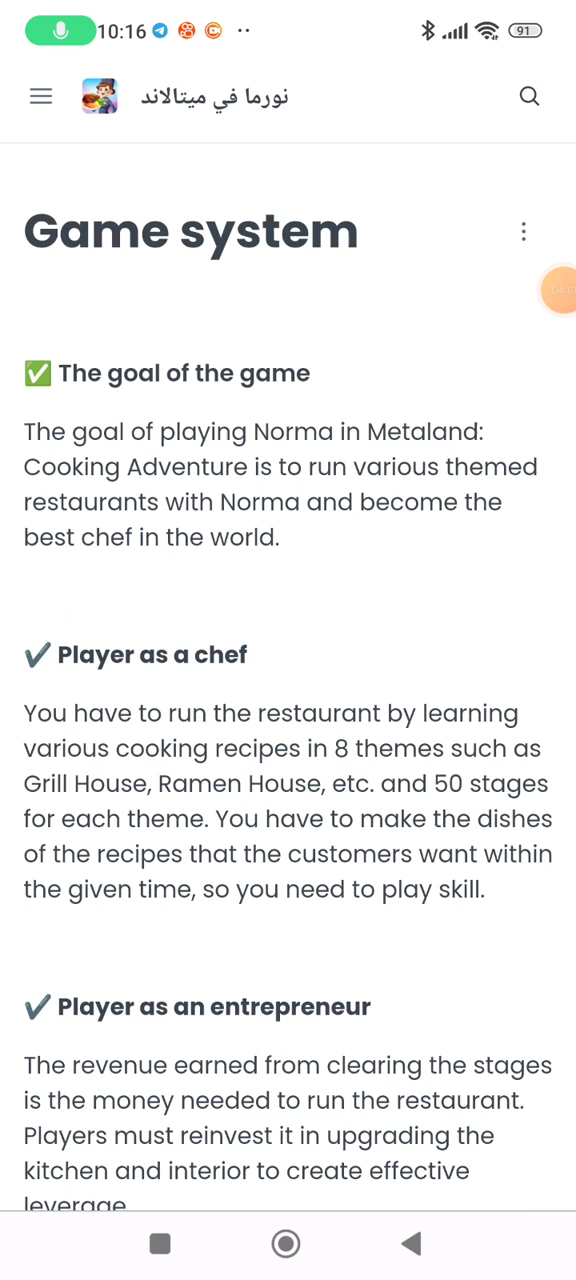 10:16
91
نورما في ميتالاند
Game system
✅ The goal of the game
The goal of playing Norma in Metaland:
Cooking Adventure is to run various themed
restaurants with Norma and become the
best chef in the world.
✔ Player as a chef
You have to run the restaurant by learning
various cooking recipes in 8 themes such as
Grill House, Ramen House, etc. and 50 stages
for each theme. You have to make the dishes
of the recipes that the customers want within
the given time, so you need to play skill.
✔ Player as an entrepreneur
The revenue earned from clearing the stages
is the money needed to run the restaurant.
Players must reinvest it in upgrading the
kitchen and interior to create effective
leverage